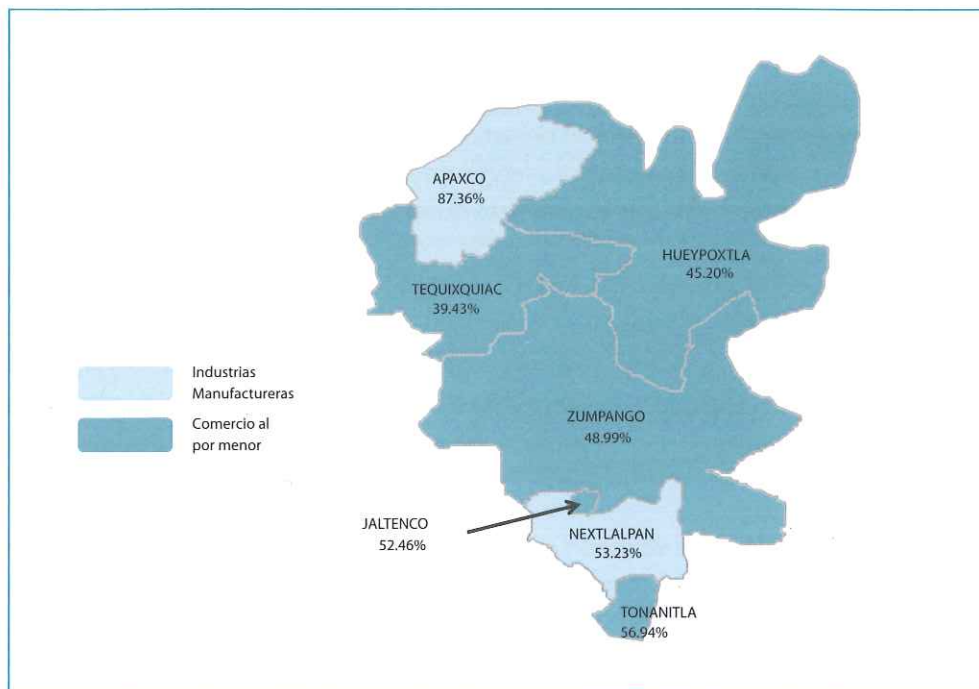 APAXCO
87.36%
HUEYPOXTLA
45.20%
TEQUIXQUIAC
39.43%
Industrias
Manufactureras
Comercio al
por menor
ZUMPANGO
48.99%
JALTENCO
52.46%
NEXTLALPAN
53.23%
TONANITLA
56.94%